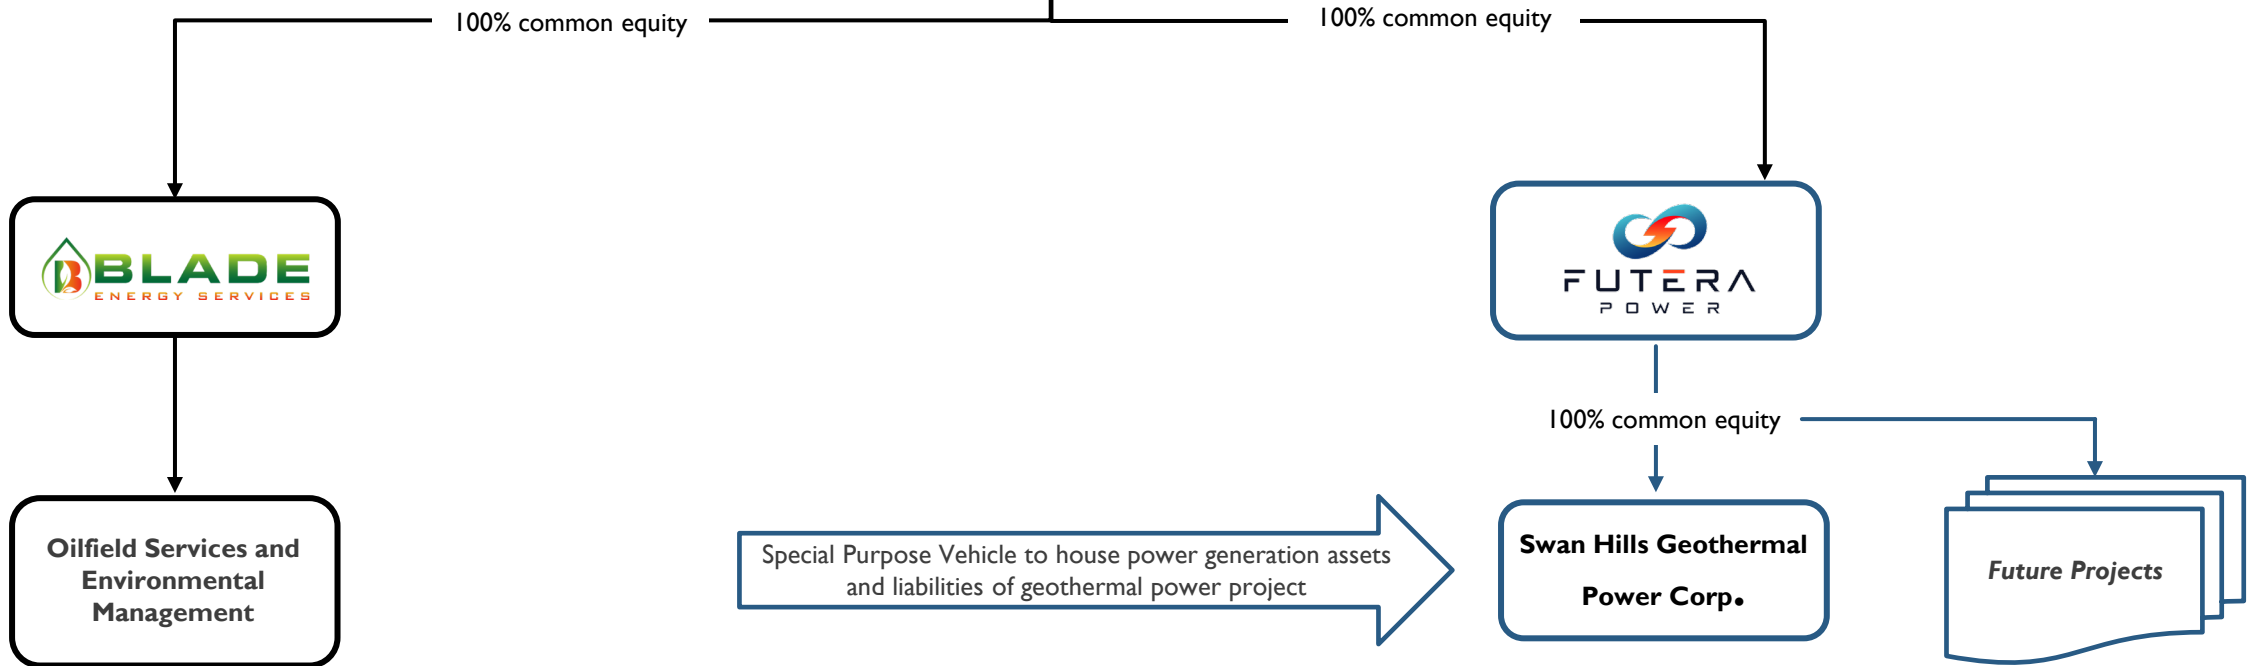 100% common equity
100% common equity
BLADE
ENERGY SERVICES
FUTERA
POWER
100% common equity
Oilfield Services and
Environmental
Management
Special Purpose Vehicle to house power generation assets
and liabilities of geothermal power project
Swan Hills Geothermal
Power Corp.
Future Projects